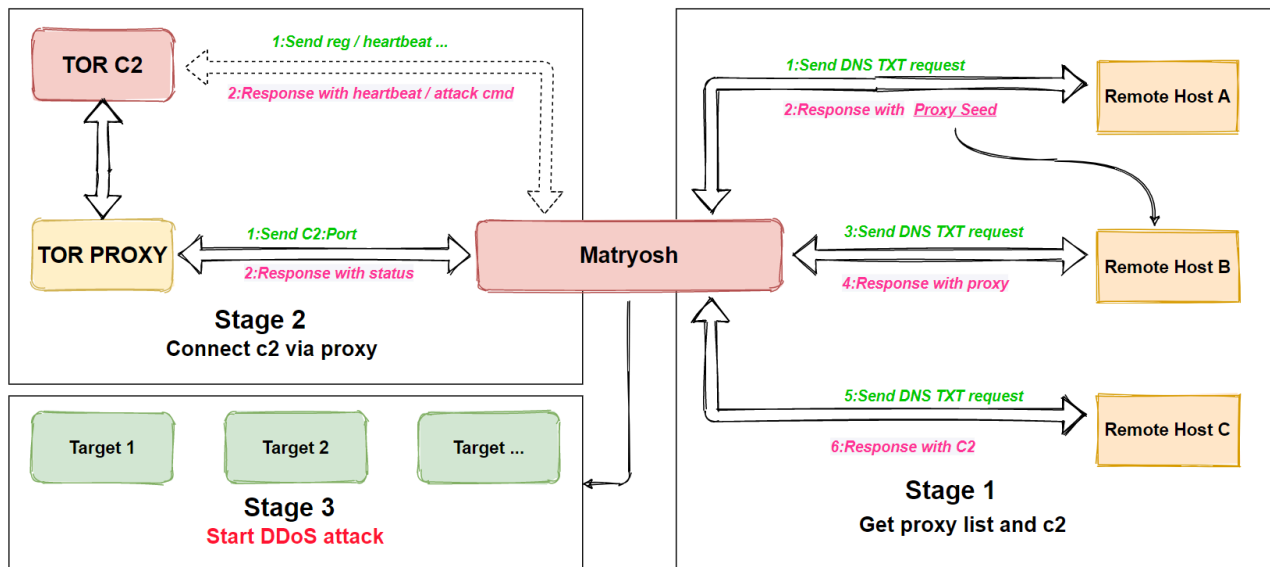 TOR C2
1:Send reg / heartbeat ...
2:Response with heartbeat / attack cmd
TOR PROXY
1:Send C2:Port
2:Response with status
Stage 2
Connect c2 via proxy
Matryosh
1:Send DNS TXT request
2:Response with Proxy Seed
Remote Host A
3:Send DNS TXT request
4:Response with proxy
Remote Host B
5:Send DNS TXT request
6:Response with C2
Remote Host C
Stage 1
Get proxy list and c2
Target 1
Target 2
Target ...
Stage 3
Start DDoS attack